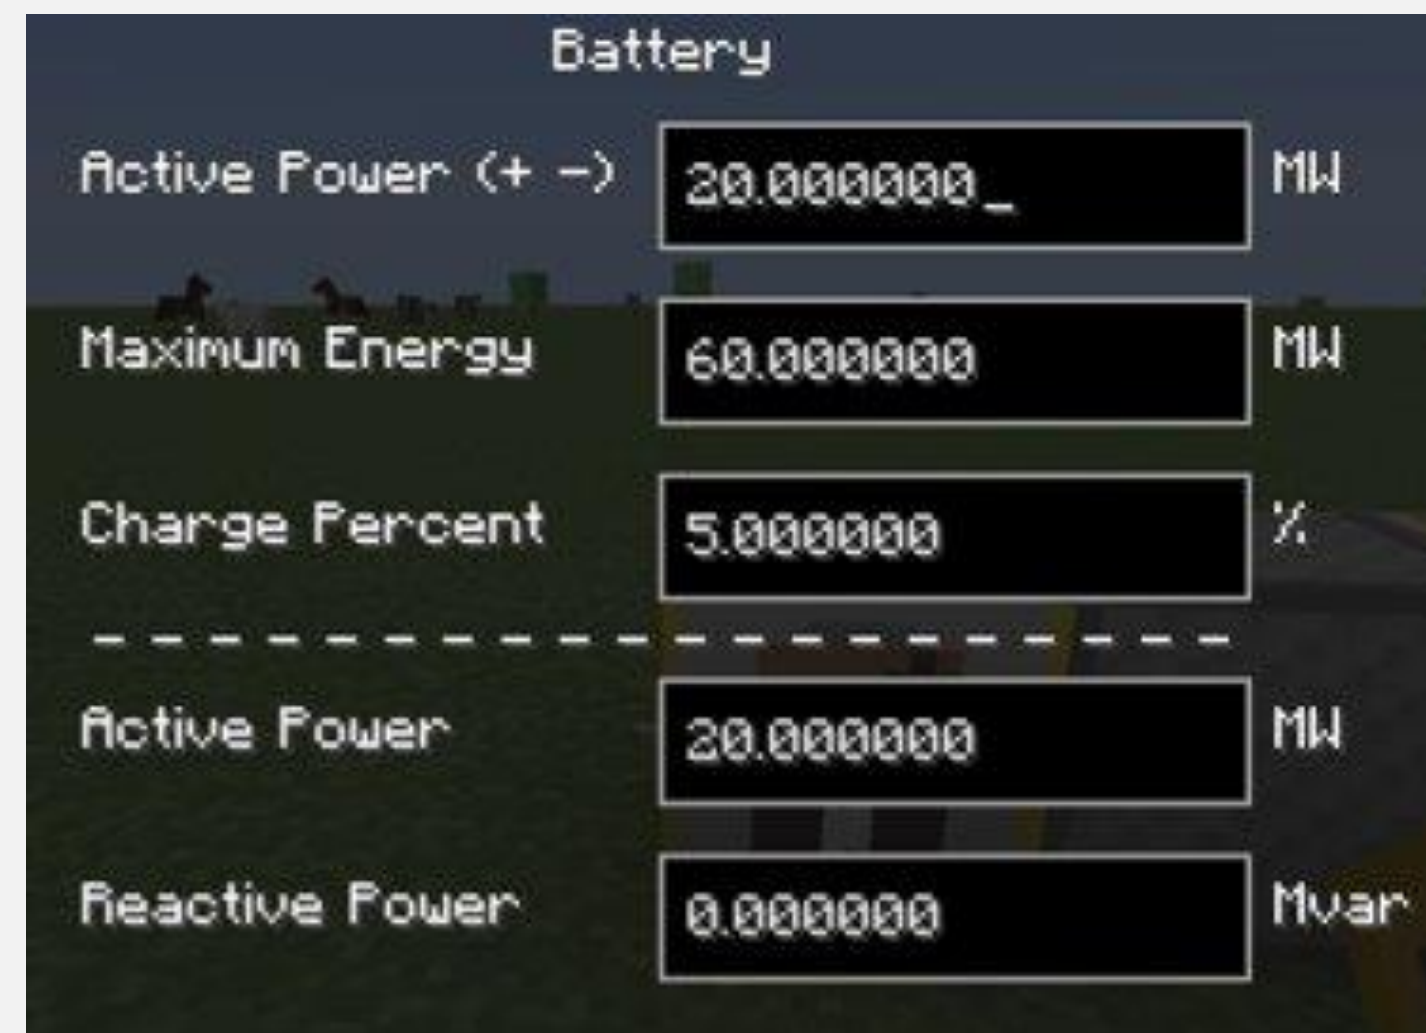 Battery
Active Power (+ -) 20.000000_ MW
Maximum Energy 60.000000 MW
Charge Percent 5.000000 %
- - - - - - - - - - - - - - - - - - - -
Active Power 20.000000 MW
Reactive Power 0.000000 Mvar